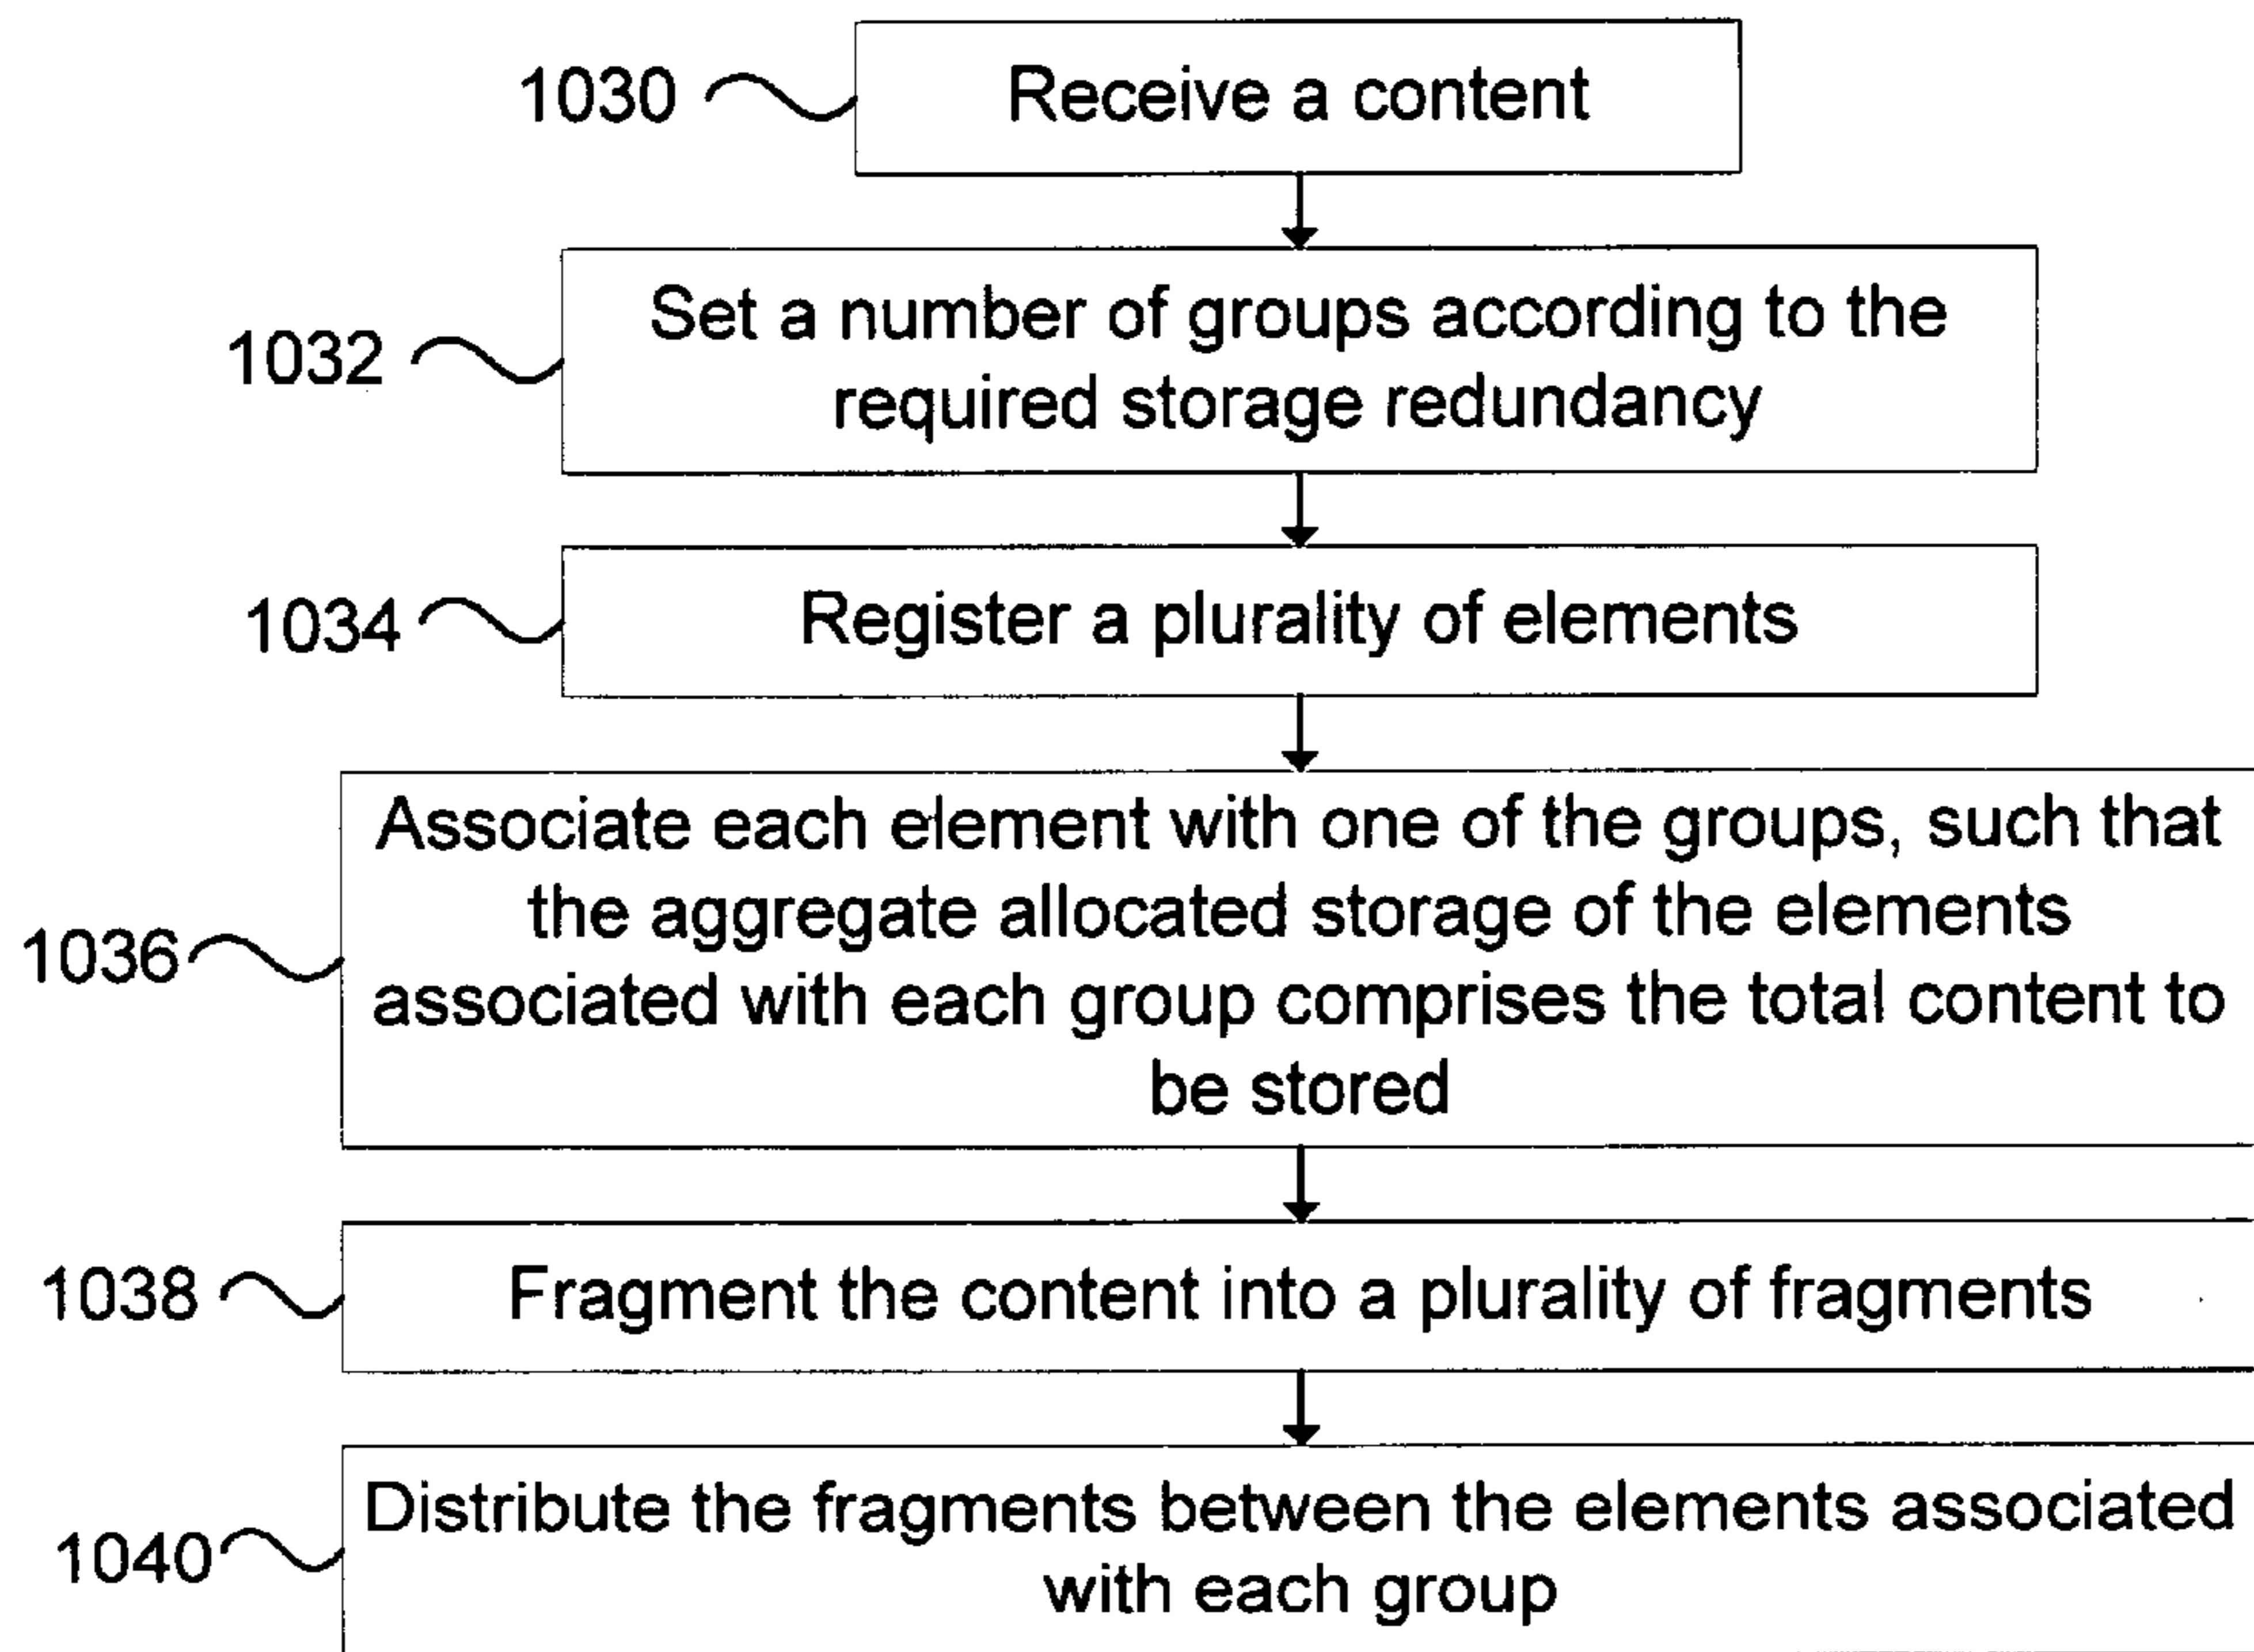 1030
Receive a content
Set a number of groups according to the
1032
required storage redundancy
1034
Register a plurality of elements
Associate each element with one of the groups, such that
the aggregate allocated storage of the elements
1036
associated with each group comprises the total content to
be stored
1038
Fragment the content into a plurality of fragments
Distribute the fragments between the elements associated
1040
with each group